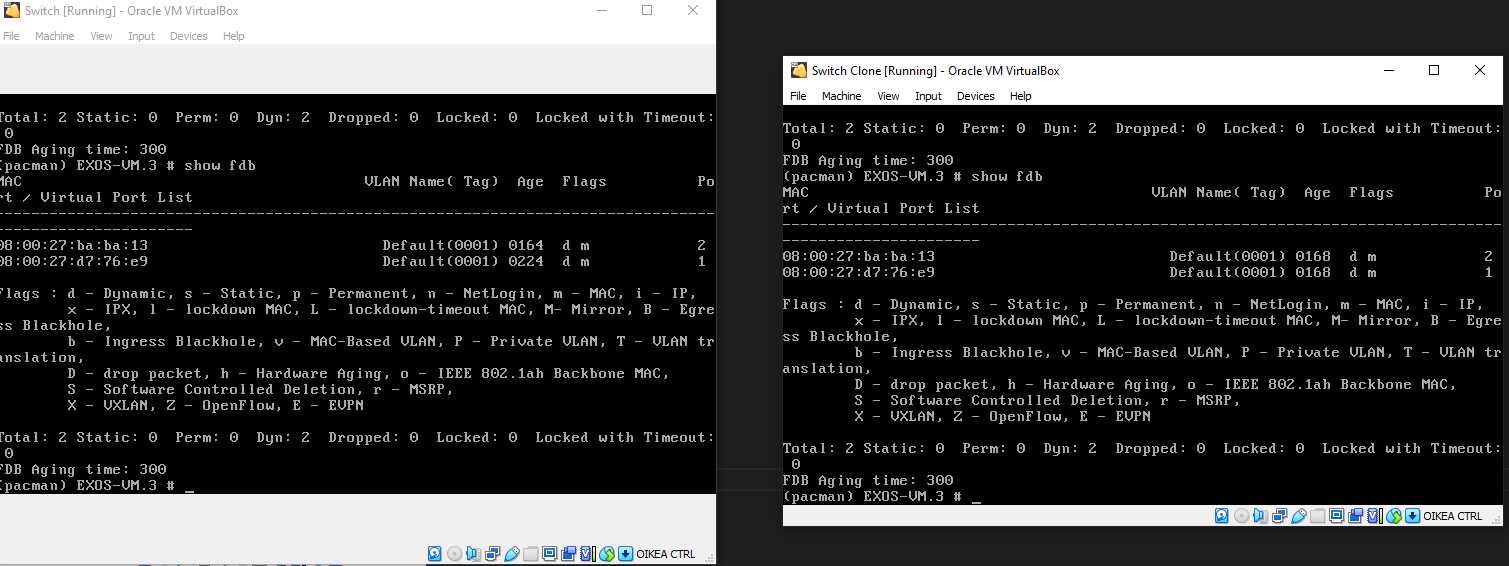 Switch [Running] - Oracle VM VirtualBox
File Machine View Input Devices Help
Total: 2 Static: 0  Perm: 0  Dyn: 2  Dropped: 0  Locked: 0  Locked with Timeout:
 0
FDB Aging time: 300
(pacman) EXOS-VM.3 # show fdb
MAC                                      VLAN Name( Tag)  Age  Flags          Po
rt / Virtual Port List
--------------------------------------------------------------------------------
----------------------
08:00:27:ba:ba:13                          Default(0001) 0164  d m            2
08:00:27:d7:76:e9                          Default(0001) 0224  d m            1
Flags : d - Dynamic, s - Static, p - Permanent, n - NetLogin, m - MAC, i - IP,
        x - IPX, l - lockdown MAC, L - lockdown-timeout MAC, M- Mirror, B - Egre
ss Blackhole,
        b - Ingress Blackhole, v - MAC-Based VLAN, P - Private VLAN, T - VLAN tr
anslation,
        D - drop packet, h - Hardware Aging, o - IEEE 802.1ah Backbone MAC,
        S - Software Controlled Deletion, r - MSRP,
        X - VXLAN, Z - OpenFlow, E - EVPN
Total: 2 Static: 0  Perm: 0  Dyn: 2  Dropped: 0  Locked: 0  Locked with Timeout:
 0
FDB Aging time: 300
(pacman) EXOS-VM.3 # _
OIKEA CTRL
Switch Clone [Running] - Oracle VM VirtualBox
File Machine View Input Devices Help
Total: 2 Static: 0  Perm: 0  Dyn: 2  Dropped: 0  Locked: 0  Locked with Timeout:
 0
FDB Aging time: 300
(pacman) EXOS-VM.3 # show fdb
MAC                                      VLAN Name( Tag)  Age  Flags          Po
rt / Virtual Port List
--------------------------------------------------------------------------------
----------------------
08:00:27:ba:ba:13                          Default(0001) 0168  d m            2
08:00:27:d7:76:e9                          Default(0001) 0168  d m            1
Flags : d - Dynamic, s - Static, p - Permanent, n - NetLogin, m - MAC, i - IP,
        x - IPX, l - lockdown MAC, L - lockdown-timeout MAC, M- Mirror, B - Egre
ss Blackhole,
        b - Ingress Blackhole, v - MAC-Based VLAN, P - Private VLAN, T - VLAN tr
anslation,
        D - drop packet, h - Hardware Aging, o - IEEE 802.1ah Backbone MAC,
        S - Software Controlled Deletion, r - MSRP,
        X - VXLAN, Z - OpenFlow, E - EVPN
Total: 2 Static: 0  Perm: 0  Dyn: 2  Dropped: 0  Locked: 0  Locked with Timeout:
 0
FDB Aging time: 300
(pacman) EXOS-VM.3 # _
OIKEA CTRL